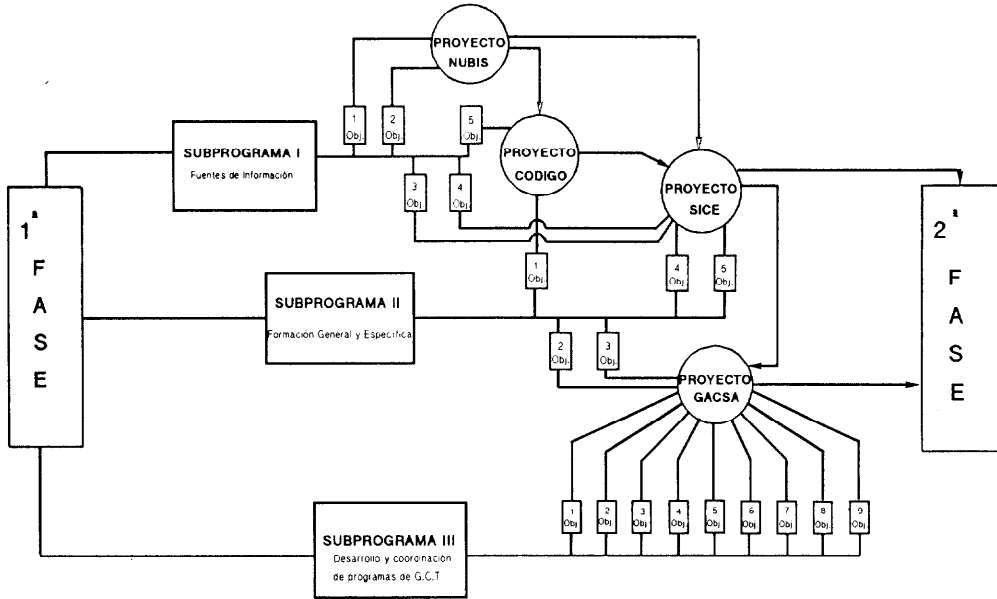 PROYECTO
NUBIS
1
Obj.
2
Obj.
5
Obj.
SUBPROGRAMA I
Fuentes de Información
PROYECTO
CODIGO
3
Obj
4
Obj.
PROYECTO
SICE
1ª
F
A
S
E
2ª
F
A
S
E
1
Obj.
4
Obj.
5
Obj.
SUBPROGRAMA II
Formación General y Específica
2
Obj.
3
Obj.
PROYECTO
GACSA
1
Obj
2
Obj.
3
Obj
4
Obj
5
Obj
6
Obj.
7
Obj
8
Obj
9
Obj
SUBPROGRAMA III
Desarrollo y coordinación
de programas de G.C.T